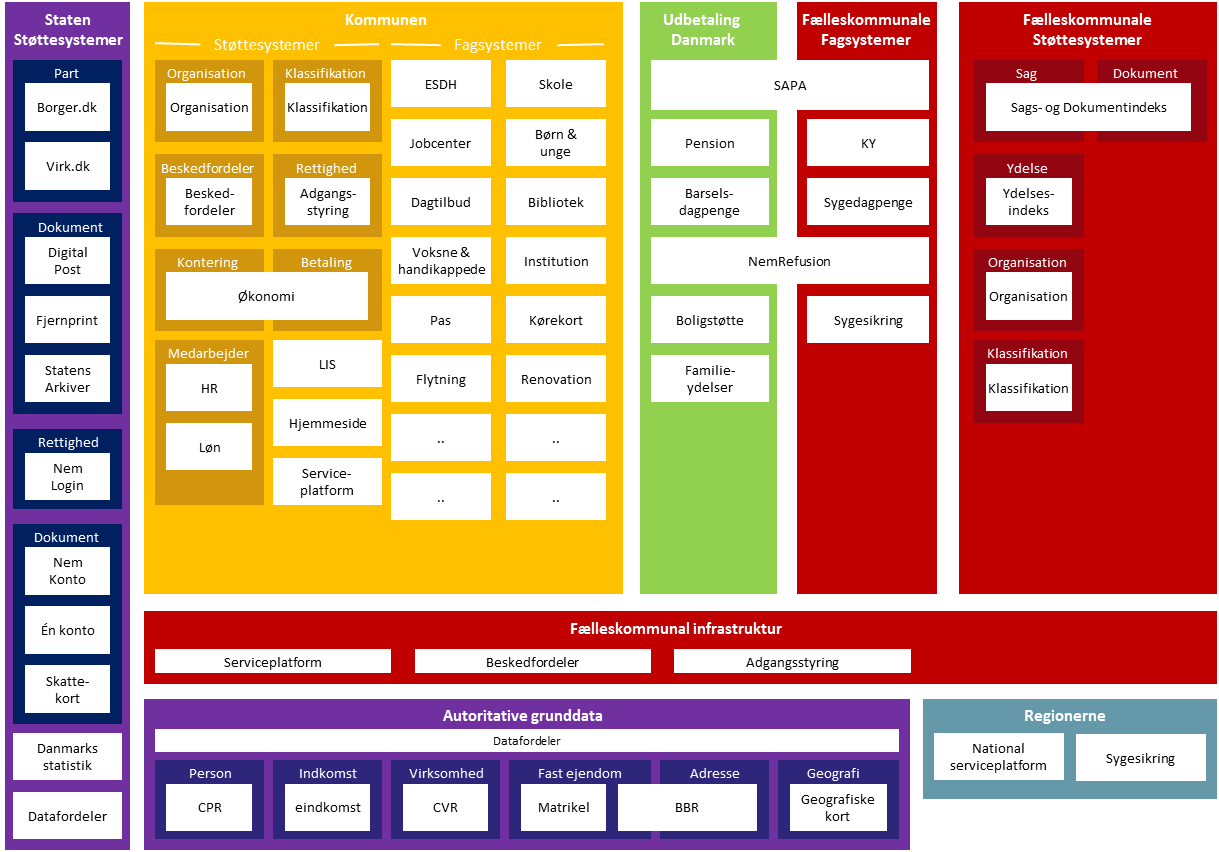 Staten
Støttesystemer
Part
Borger.dk
Virk.dk
Dokument
Digital
Post
Fjernprint
Statens
Arkiver
Rettighed
Nem
Login
Dokument
Nem
Konto
Én konto
Skatte-
kort
Danmarks
statistik
Datafordeler
Kommunen
Støttesystemer
Organisation
Organisation
Klassifikation
Klassifikation
Beskedfordeler
Besked-
fordeler
Rettighed
Adgangs-
styring
Kontering
Betaling
Økonomi
Medarbejder
HR
Løn
LIS
Hjemmeside
Service-
platform
Fagsystemer
ESDH
Skole
Jobcenter
Børn &
unge
Dagtilbud
Bibliotek
Voksne &
handikappede
Institution
Pas
Kørekort
Flytning
Renovation
..
..
..
..
Udbetaling
Danmark
Fælleskommunale
Fagsystemer
SAPA
Pension
KY
Barsels-
dagpenge
Sygedagpenge
NemRefusion
Boligstøtte
Sygesikring
Familie-
ydelser
Fælleskommunale
Støttesystemer
Sag
Dokument
Sags- og Dokumentindeks
Ydelse
Ydelses-
indeks
Organisation
Organisation
Klassifikation
Klassifikation
Fælleskommunal infrastruktur
Serviceplatform
Beskedfordeler
Adgangsstyring
Autoritative grunddata
Datafordeler
Person
CPR
Indkomst
eindkomst
Virksomhed
CVR
Fast ejendom
Matrikel
Adresse
BBR
Geografi
Geografiske
kort
Regionerne
National
serviceplatform
Sygesikring